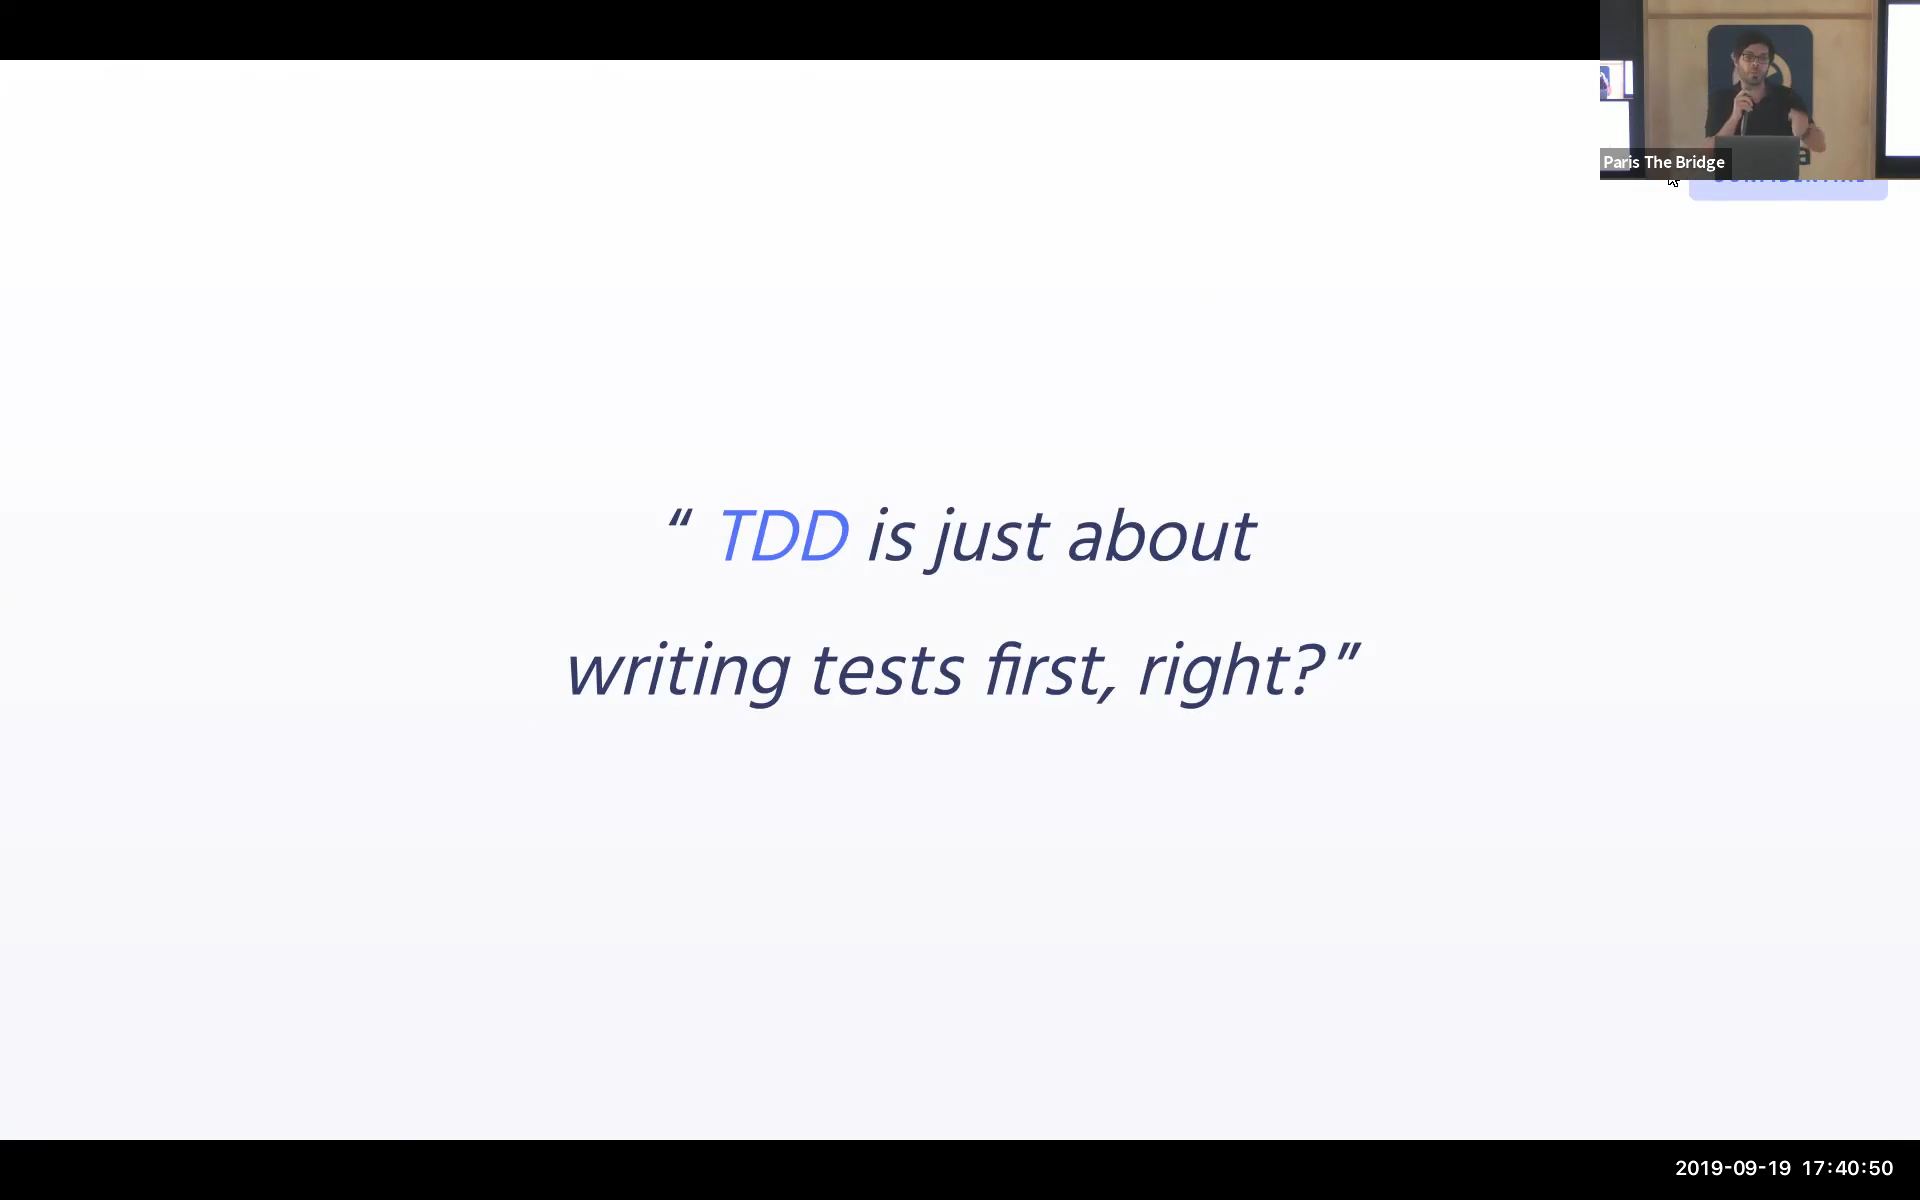 Paris The Bridge
“ TDD is just about
writing tests first, right?”
2019-09-19 17:40:50